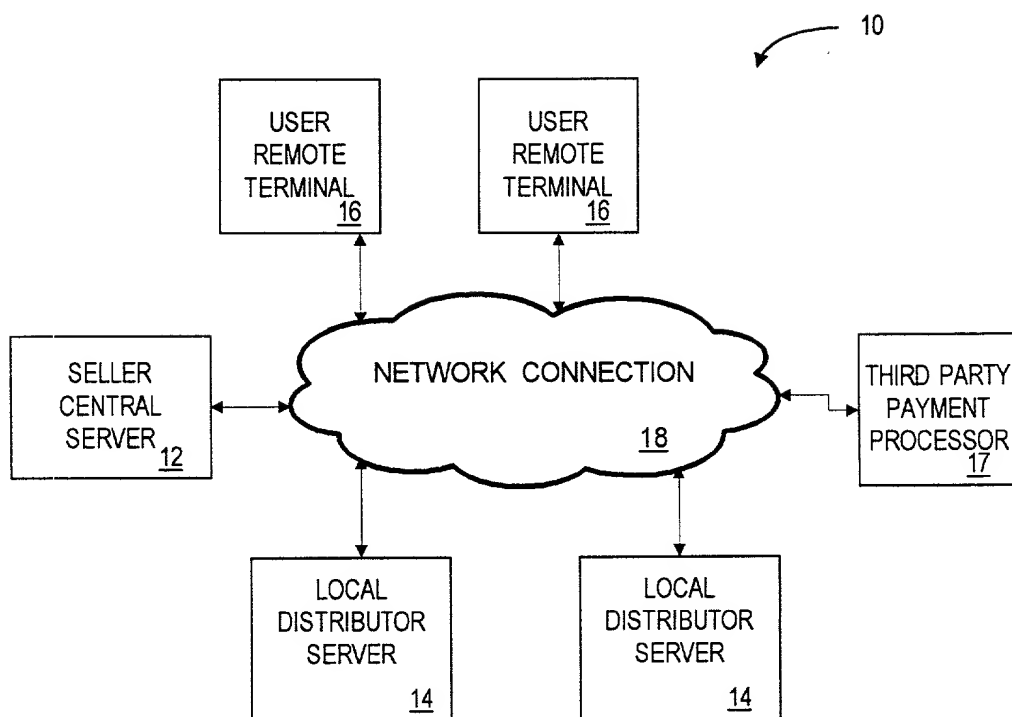 10
USER
REMOTE
TERMINAL
16
USER
REMOTE
TERMINAL
16
SELLER
CENTRAL
SERVER
12
NETWORK CONNECTION
18
THIRD PARTY
PAYMENT
PROCESSOR
17
LOCAL
DISTRIBUTOR
SERVER
14
LOCAL
DISTRIBUTOR
SERVER
14